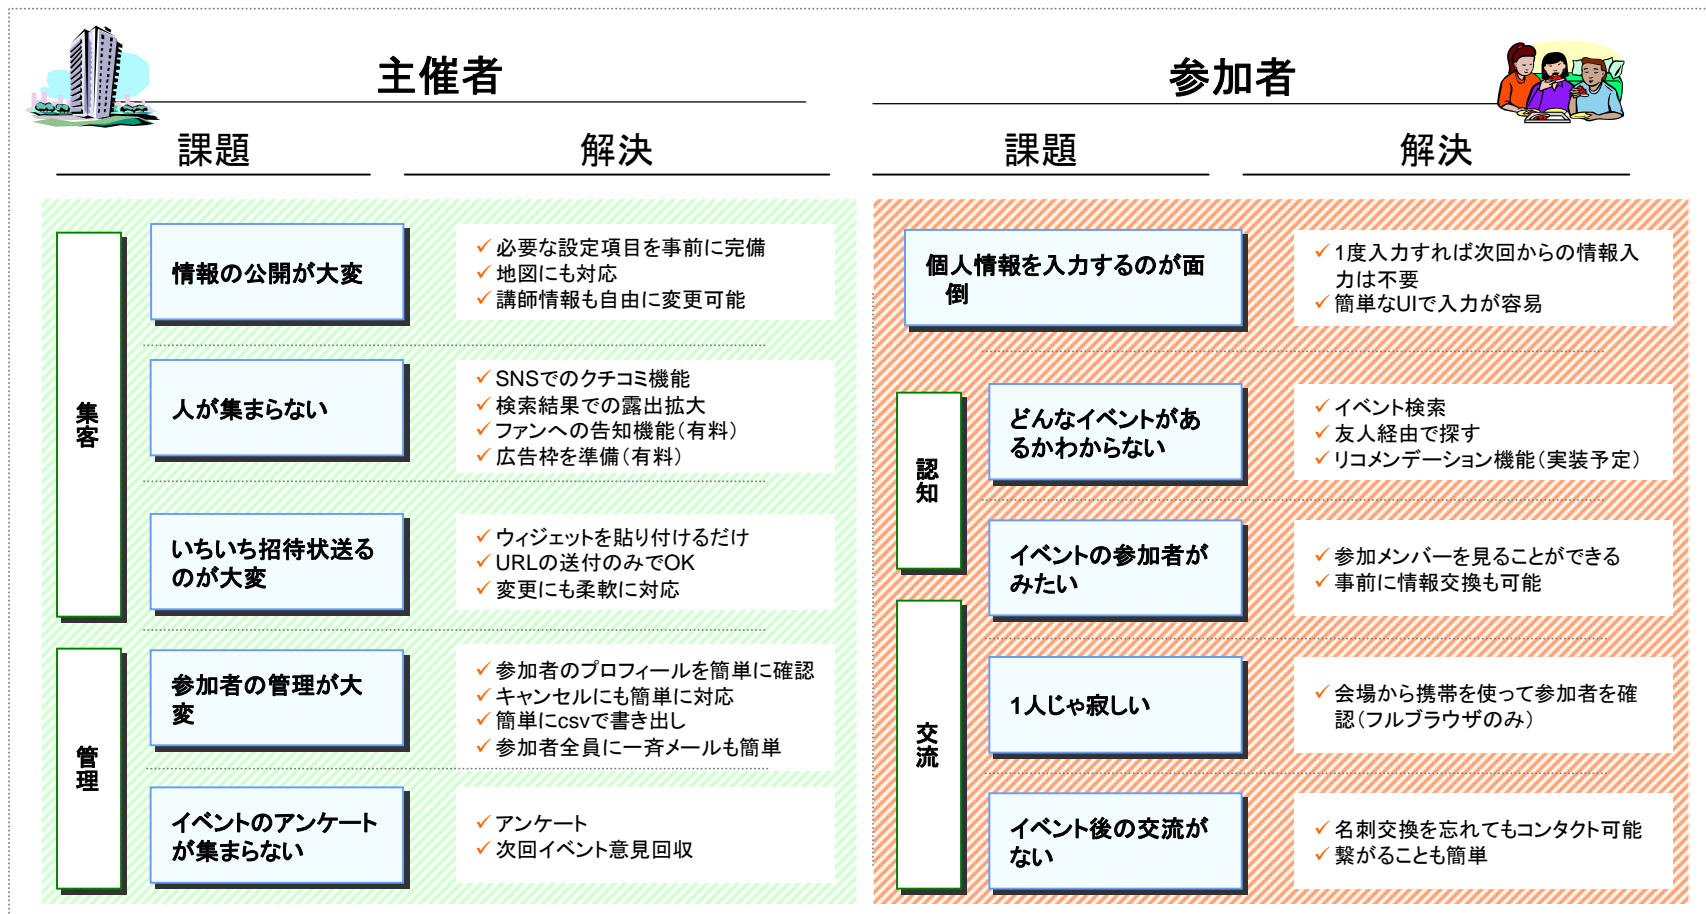 主催者
課題
解決
集客
情報の公開が大変
✓必要な設定項目を事前に完備
✓地図にも対応
✓講師情報も自由に変更可能
人が集まらない
✓SNSでのクチコミ機能
✓検索結果での露出拡大
✓ファンへの告知機能(有料)
✓広告枠を準備(有料)
いちいち招待状送る
のが大変
✓ウィジェットを貼り付けるだけ
✓URLの送付のみでOK
✓変更にも柔軟に対応
管理
参加者の管理が大
変
✓参加者のプロフィールを簡単に確認
✓キャンセルにも簡単に対応
✓簡単にcsvで書き出し
✓参加者全員に一斉メールも簡単
イベントのアンケート
が集まらない
✓アンケート
✓次回イベント意見回収
参加者
課題
解決
個人情報を入力するのが面
倒
✓1度入力すれば次回からの情報入
力は不要
✓簡単なUIで入力が容易
認知
どんなイベントがあ
るかわからない
✓イベント検索
✓友人経由で探す
✓リコメンデーション機能(実装予定)
イベントの参加者が
みたい
✓参加メンバーを見ることができる
✓事前に情報交換も可能
交流
1人じゃ寂しい
✓会場から携帯を使って参加者を確
認(フルブラウザのみ)
イベント後の交流が
ない
✓名刺交換を忘れてもコンタクト可能
✓繋がることも簡単